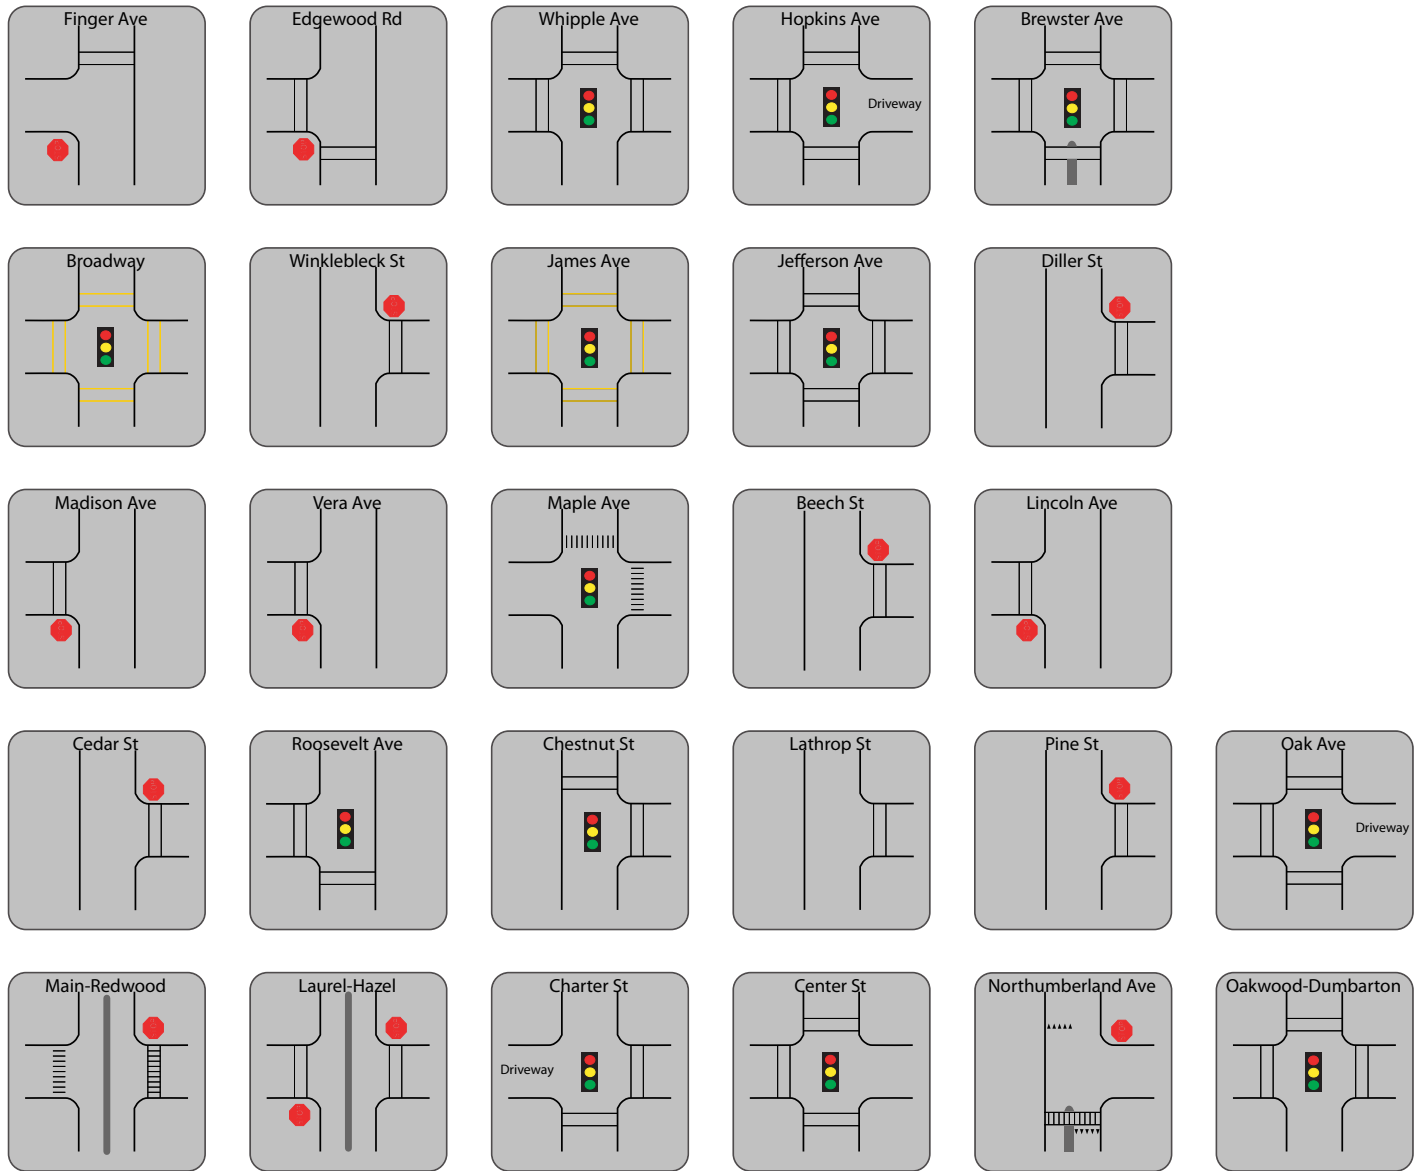 Finger Ave
Edgewood Rd
Whipple Ave
Hopkins Ave
Driveway
Brewster Ave
Broadway
Winklebleck St
James Ave
Jefferson Ave
Diller St
Madison Ave
Vera Ave
Maple Ave
Beech St
Lincoln Ave
Cedar St
Roosevelt Ave
Chestnut St
Lathrop St
Pine St
Oak Ave
Driveway
Main-Redwood
Laurel-Hazel
Charter St
Driveway
Center St
Northumberland Ave
Oakwood-Dumbarton